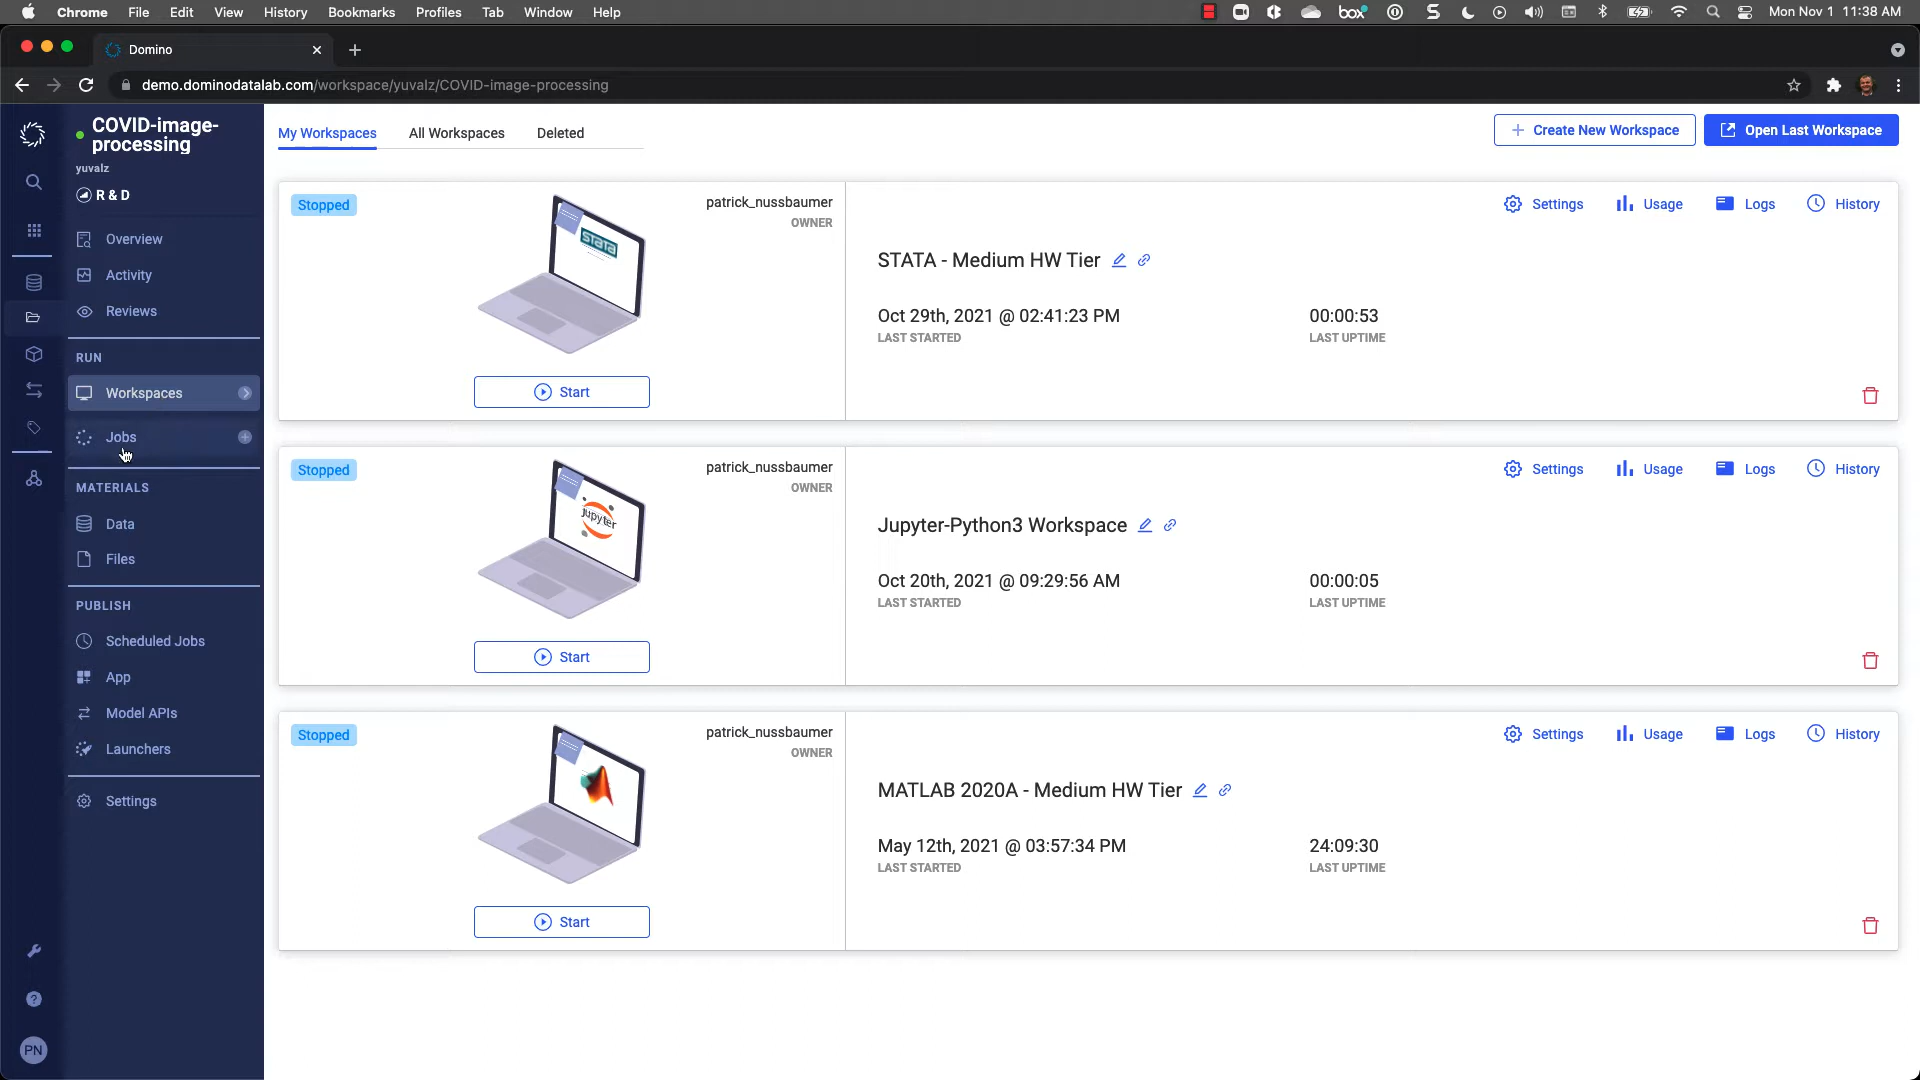 Chrome File Edit View History Bookmarks Profiles Tab Window Help
box
Mon Nov 1 11:38 AM
Domino
demo.dominodatalab.com/workspace/yuvalz/COVID-image-processing
COVID-image-
processing
yuvalz
R & D
Overview
Activity
Reviews
RUN
Workspaces
Jobs
MATERIALS
Data
Files
PUBLISH
Scheduled Jobs
App
Model APIs
Launchers
Settings
PN
My Workspaces All Workspaces Deleted
Create New Workspace
Open Last Workspace
Stopped
patrick_nussbaumer
OWNER
STATA
Start
Settings Usage Logs History
STATA - Medium HW Tier
Oct 29th, 2021 @ 02:41:23 PM
LAST STARTED
00:00:53
LAST UPTIME
Stopped
patrick_nussbaumer
OWNER
Jupyter
Start
Settings Usage Logs History
Jupyter-Python3 Workspace
Oct 20th, 2021 @ 09:29:56 AM
LAST STARTED
00:00:05
LAST UPTIME
Stopped
patrick_nussbaumer
OWNER
Start
Settings Usage Logs History
MATLAB 2020A - Medium HW Tier
May 12th, 2021 @ 03:57:34 PM
LAST STARTED
24:09:30
LAST UPTIME